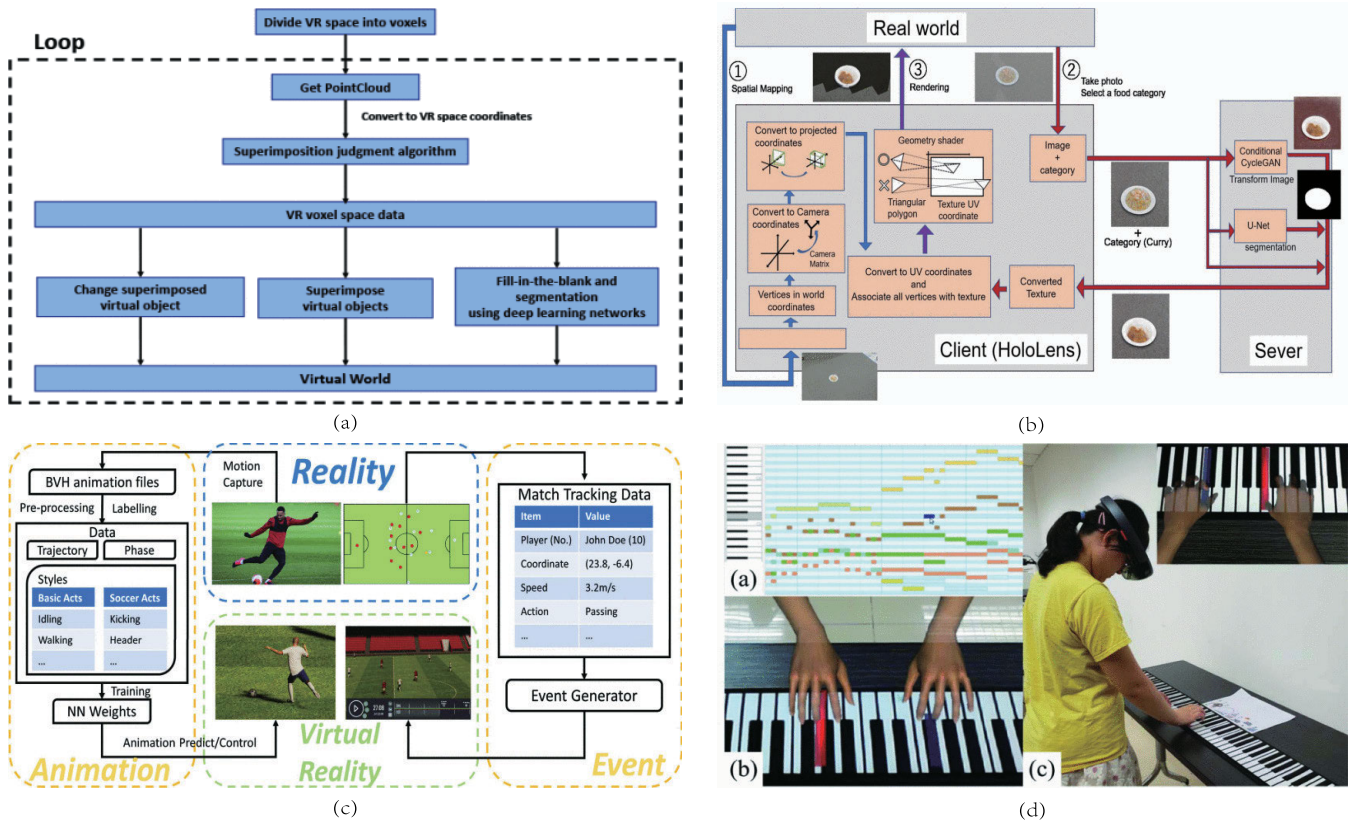 Divide VR space into voxels
Loop
Get PointCloud
Convert to VR space coordinates
Superimposition judgment algorithm
VR voxel space data
Change superimposed
virtual object
Superimpose
virtual objects
Fill-in-the-blank and
segmentation
using deep learning networks
Virtual World
(a)
Real world
①
Spatial Mapping
③
Rendering
②
Take photo
Select a food category
Convert to projected
coordinates
Geometry shader
Triangular
polygon
Texture UV
coordinate
Image
+
category
Conditional
CycleGAN
Transform Image
Convert to Camera
coordinates
Camera
Matrix
+
Category (Curry)
U-Net
segmentation
Convert to UV coordinates
and
Associate all vertices with texture
Converted
Texture
Vertices in world
coordinates
Client (HoloLens)
Sever
(b)
BVH animation files
Pre-processing
Labelling
Data
Trajectory
Phase
Styles
Basic Acts
Soccer Acts
Idling
Kicking
Walking
Header
...
...
Training
NN Weights
Animation Predict/Control
Animation
Motion
Capture
Reality
Virtual
Reality
Match Tracking Data
Item
Value
Player (No.)
John Doe (10)
Coordinate
(23.8, -6.4)
Speed
3.2m/s
Action
Passing
...
...
Event Generator
Event
(c)
(a)
(b)
(c)
(d)